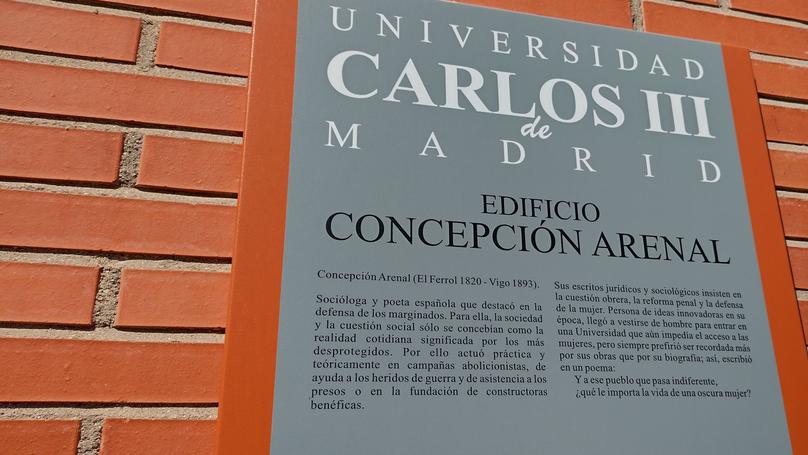 UNIVERSIDAD
CARLOS III
de
MADRID
EDIFICIO
CONCEPCIÓN ARENAL
Concepción Arenal (El Ferrol 1820 - Vigo 1893).
Socióloga y poeta española que destacó en la
defensa de los marginados. Para ella, la sociedad
y la cuestión social sólo se concebían como la
realidad cotidiana significada por los más
desprotegidos. Por ello actuó práctica y
teóricamente en campañas abolicionistas, de
ayuda a los heridos de guerra y de asistencia a los
presos o en la fundación de constructoras
benéficas.
Sus escritos jurídicos y sociológicos insisten en
la cuestión obrera, la reforma penal y la defensa
de la mujer. Persona de ideas innovadoras en su
época, llegó a vestirse de hombre para entrar en
una Universidad que aún impedía el acceso a las
mujeres, pero siempre prefirió ser recordada más
por sus obras que por su biografía; así, escribió
en un poema:
Y a ese pueblo que pasa indiferente,
¿qué le importa la vida de una oscura mujer?